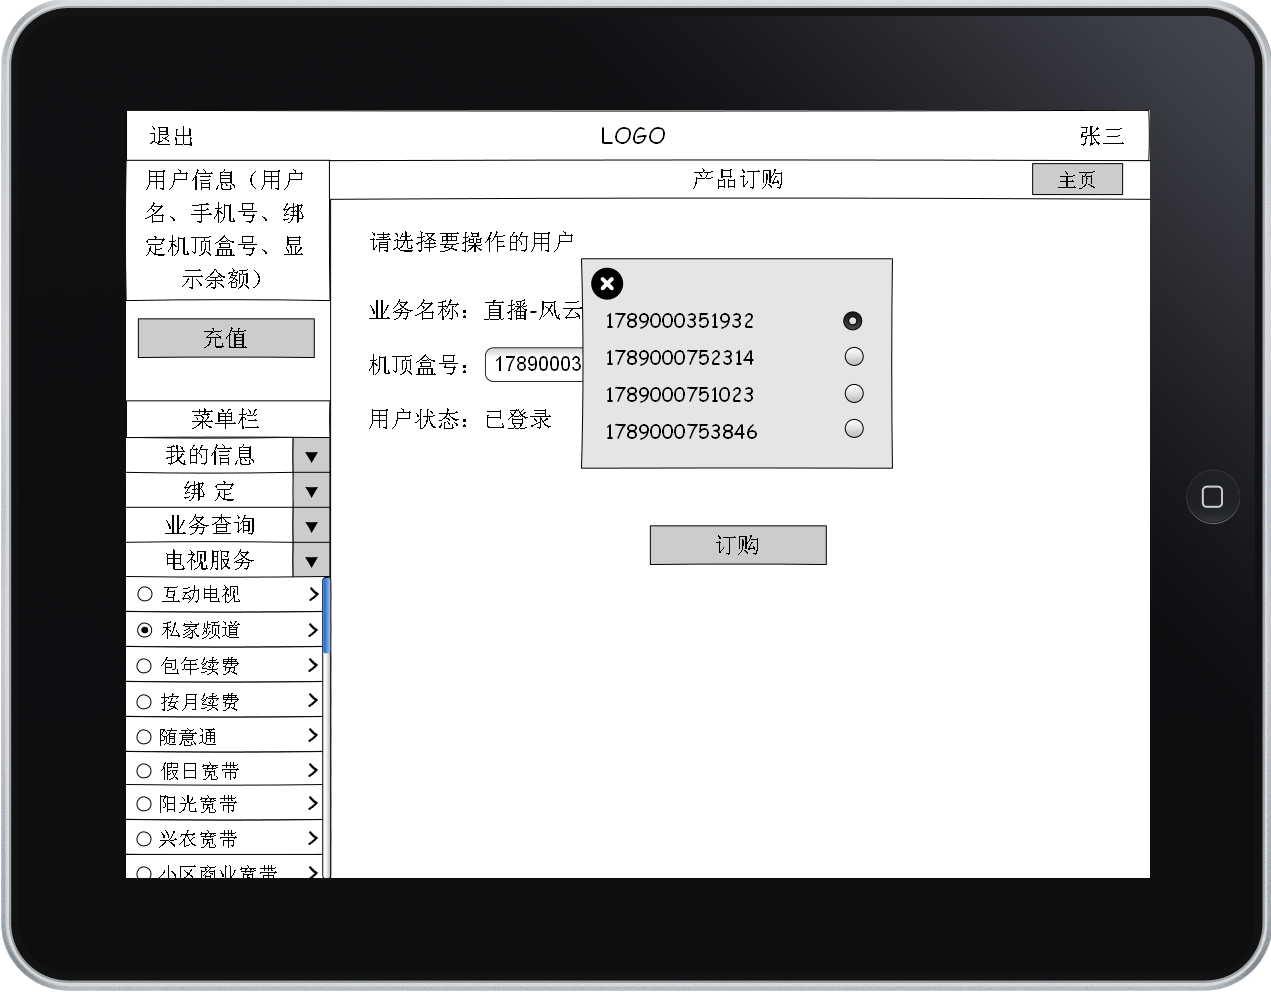 退出
LOGO
张三
用户信息（用户
名、手机号、绑
定机顶盒号、显
示余额）
充值
菜单栏
我的信息
绑 定
业务查询
电视服务
互动电视
私家频道
包年续费
按月续费
随意通
假日宽带
阳光宽带
兴农宽带
小区商业宽带
产品订购
主页
请选择要操作的用户
业务名称：直播-风云
机顶盒号：17890003
用户状态：已登录
1789000351932
1789000752314
1789000751023
1789000753846
订购